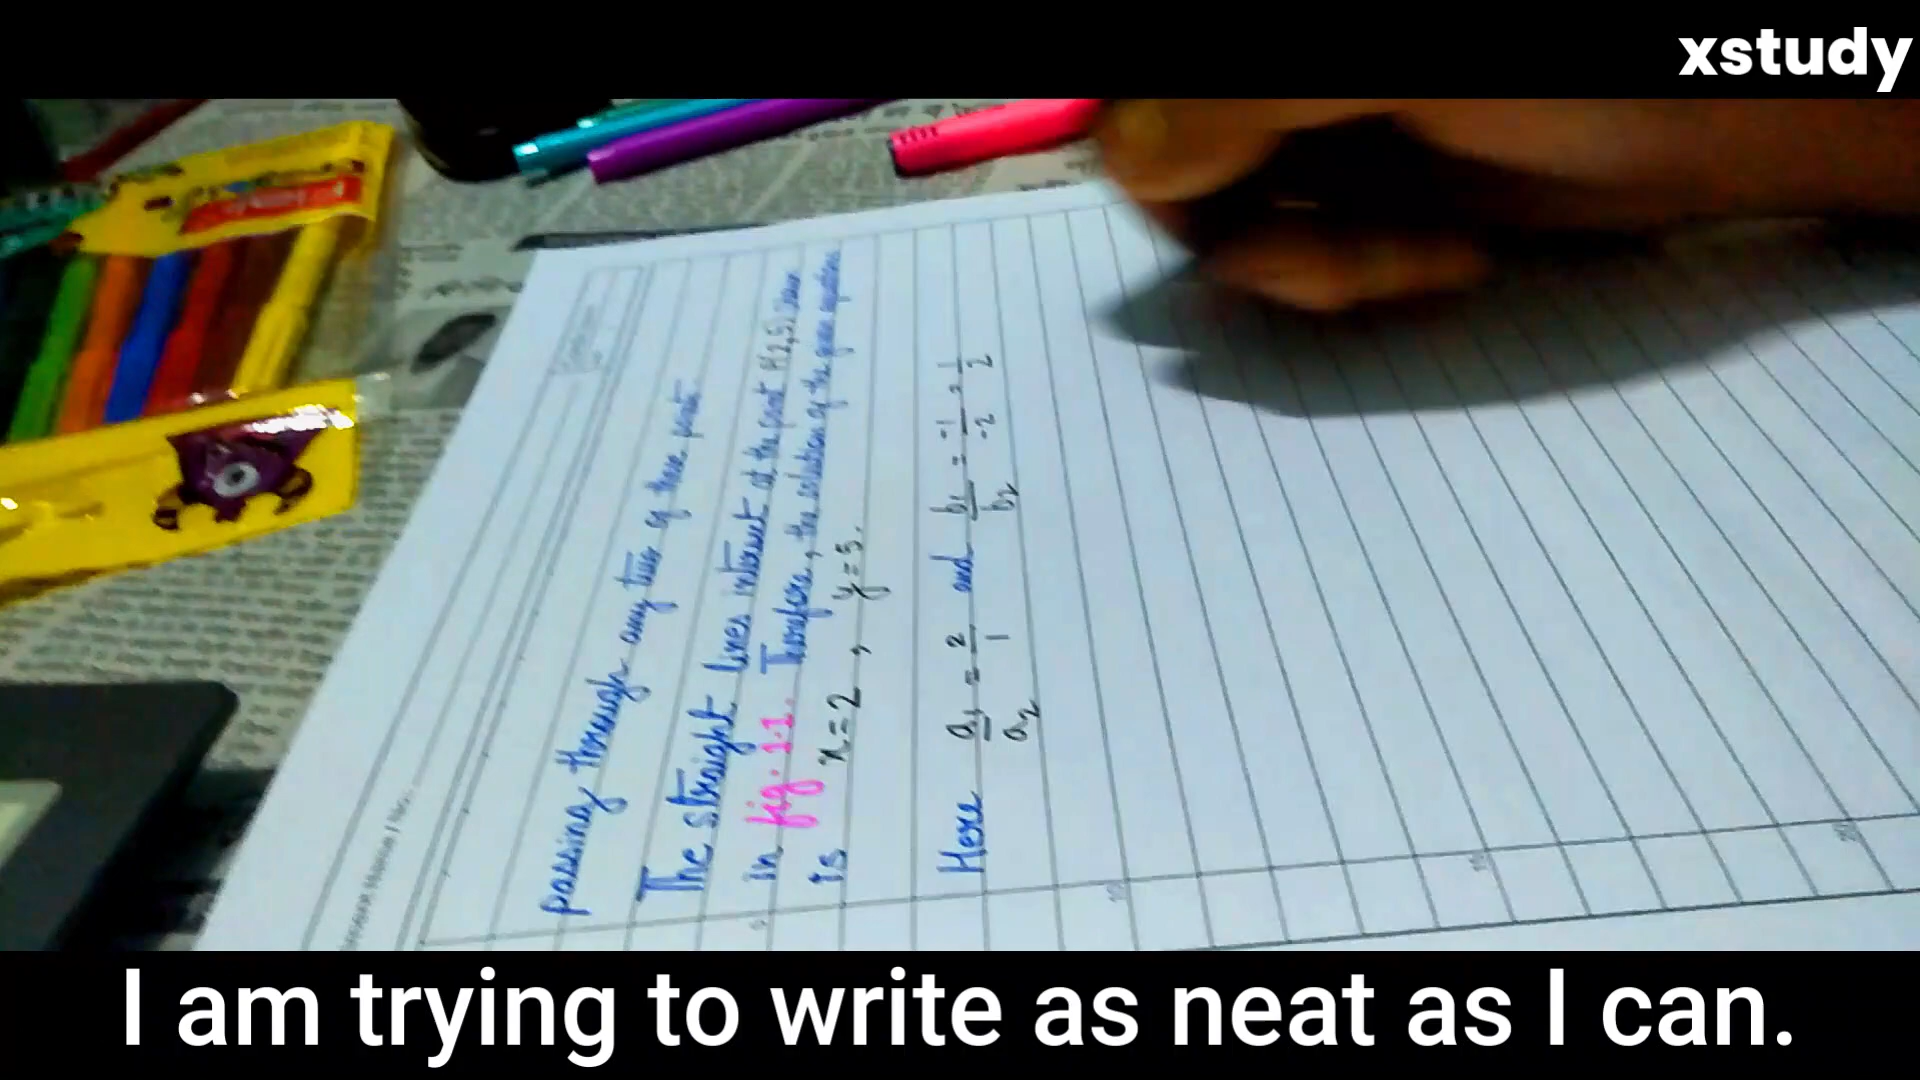 xstudy
passing through any two of these point.
The straight lines intersect at the point P(2,5) seen
in fig. 1.1. Therefore, the solution of the given equations
is x=2, y=5.
Here a₁/a₂ = 2/1 and b₁/b₂ = -1/-2 = 1/2
I am trying to write as neat as I can.